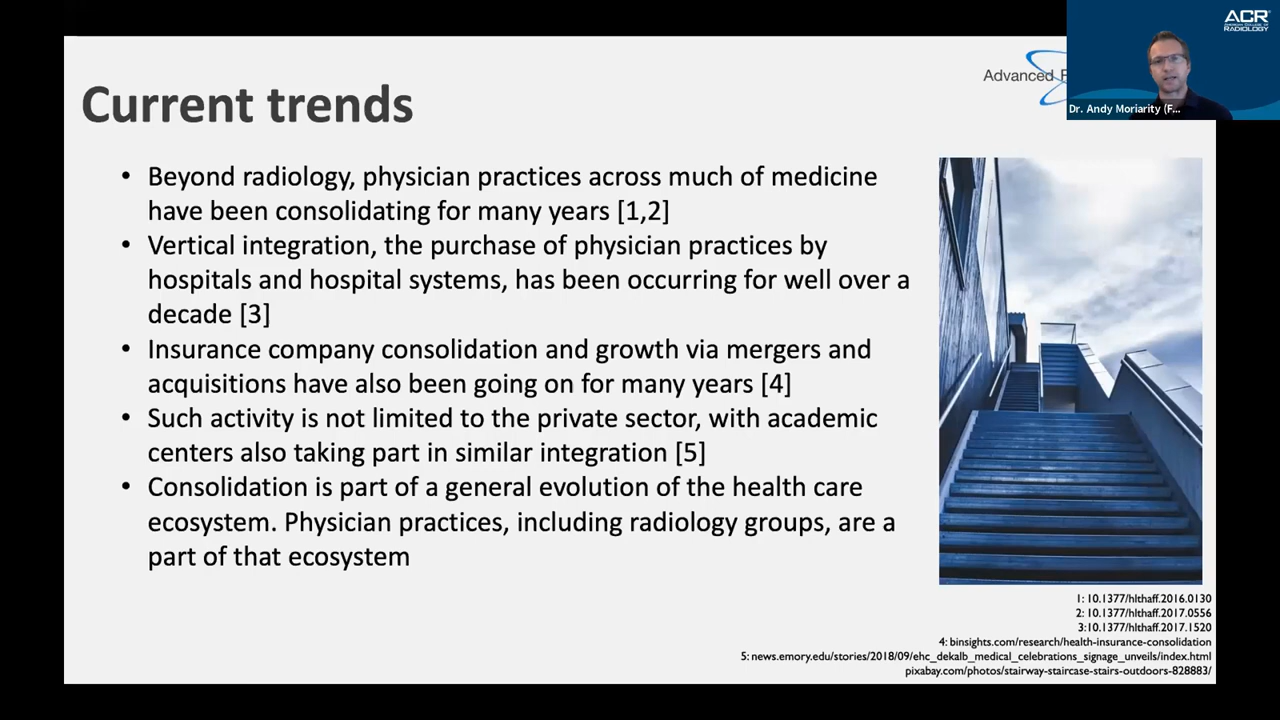 ACR
AMERICAN COLLEGE OF
RADIOLOGY
Advanced
Dr. Andy Moriarity (F...
Current trends
• Beyond radiology, physician practices across much of medicine
have been consolidating for many years [1,2]
• Vertical integration, the purchase of physician practices by
hospitals and hospital systems, has been occurring for well over a
decade [3]
• Insurance company consolidation and growth via mergers and
acquisitions have also been going on for many years [4]
• Such activity is not limited to the private sector, with academic
centers also taking part in similar integration [5]
• Consolidation is part of a general evolution of the health care
ecosystem. Physician practices, including radiology groups, are a
part of that ecosystem
1: 10.1377/hlthaff.2016.0130
2: 10.1377/hlthaff.2017.0556
3:10.1377/hlthaff.2017.1520
4: binsights.com/research/health-insurance-consolidation
5: news.emory.edu/stories/2018/09/ehc_dekalb_medical_celebrations_signage_unveils/index.html
pixabay.com/photos/stairway-staircase-stairs-outdoors-828883/